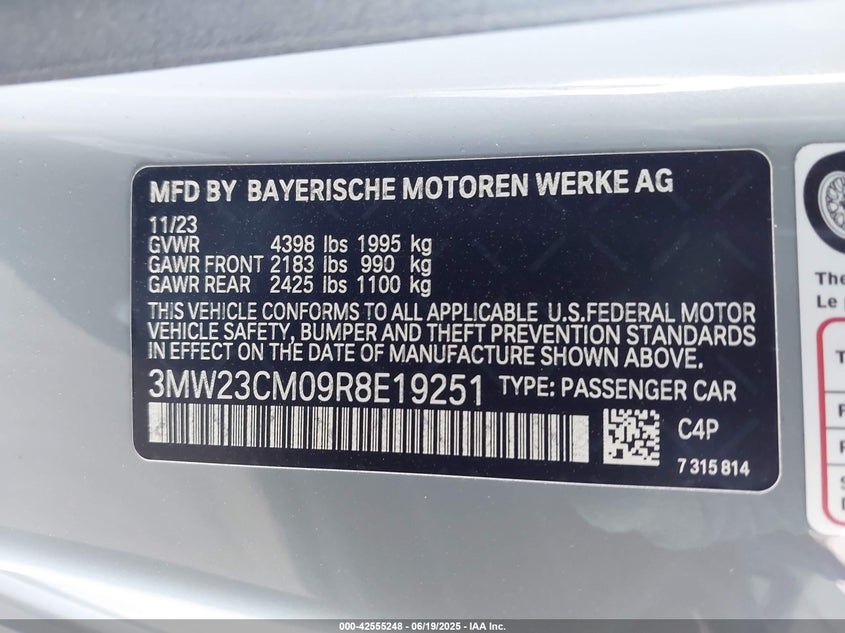 MFD BY BAYERISCHE MOTOREN WERKE AG
11/23
GVWR 4398 lbs 1995 kg
GAWR FRONT 2183 lbs 990 kg
GAWR REAR 2425 lbs 1100 kg
THIS VEHICLE CONFORMS TO ALL APPLICABLE U.S.FEDERAL MOTOR
VEHICLE SAFETY, BUMPER AND THEFT PREVENTION STANDARDS
IN EFFECT ON THE DATE OF MANUFACTURE SHOWN ABOVE.
3MW23CM09R8E19251 TYPE: PASSENGER CAR
C4P
7 315 814
The
Le
000-42555248 - 06/19/2025 - IAA Inc.